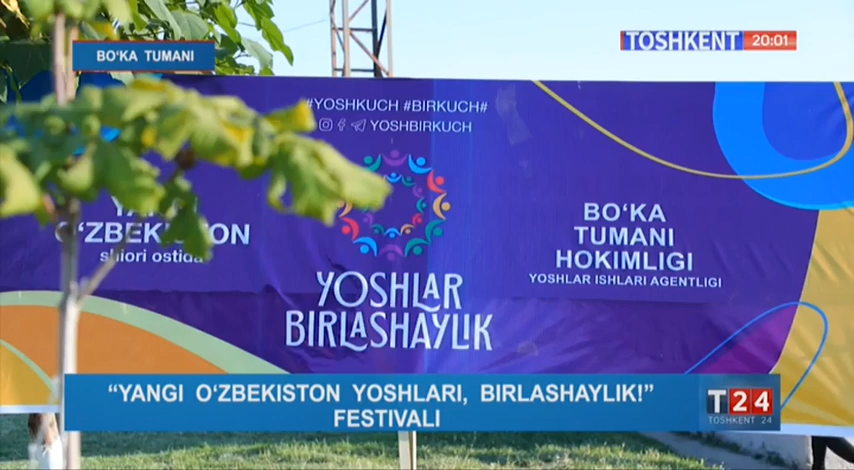 BO‘KA TUMANI
TOSHKENT 20:01
#YOSHKUCH #BIRKUCH#
YOSHBIRKUCH
O‘ZBEKISTON
shiori ostida
YOSHLAR
BIRLASHAYLIK
BO‘KA
TUMANI
HOKIMLIGI
YOSHLAR ISHLARI AGENTLIGI
“YANGI O‘ZBEKISTON YOSHLARI, BIRLASHAYLIK!”
FESTIVALI
T24
TOSHKENT 24